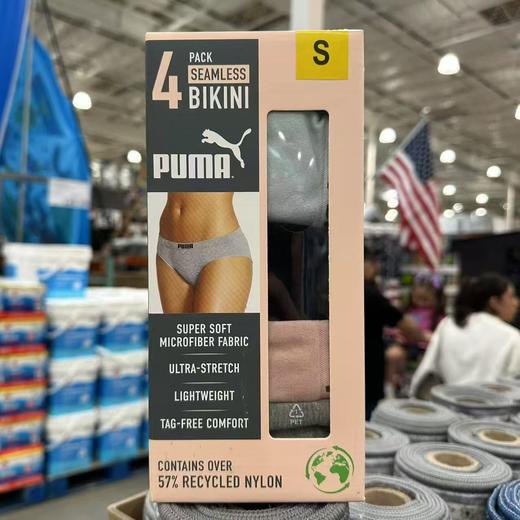 4 PACK
SEAMLESS
BIKINI
S
PUMA
PUMA
SUPER SOFT
MICROFIBER FABRIC
ULTRA-STRETCH
LIGHTWEIGHT
TAG-FREE COMFORT
PET
CONTAINS OVER
57% RECYCLED NYLON